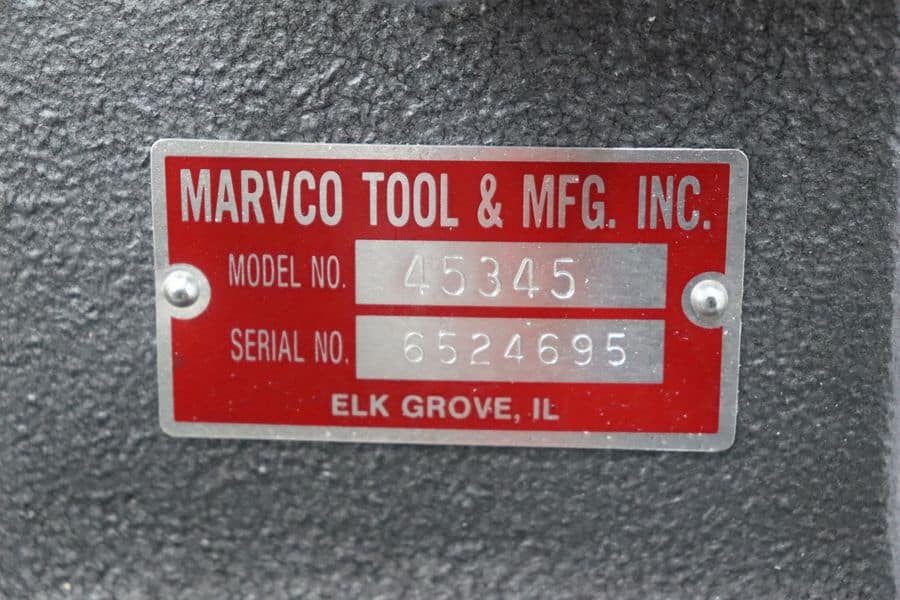 MARVCO TOOL & MFG. INC.
MODEL NO. 45345
SERIAL NO. 6524695
ELK GROVE, IL